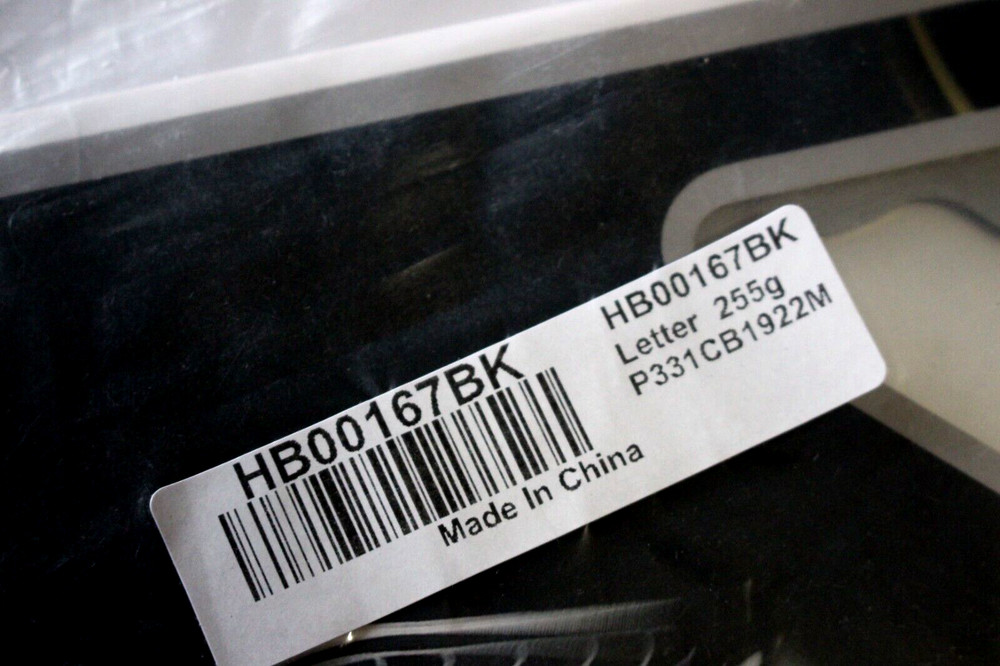 HB00167BK
Made In China
HB00167BK
Letter 255g
P331CB1922M